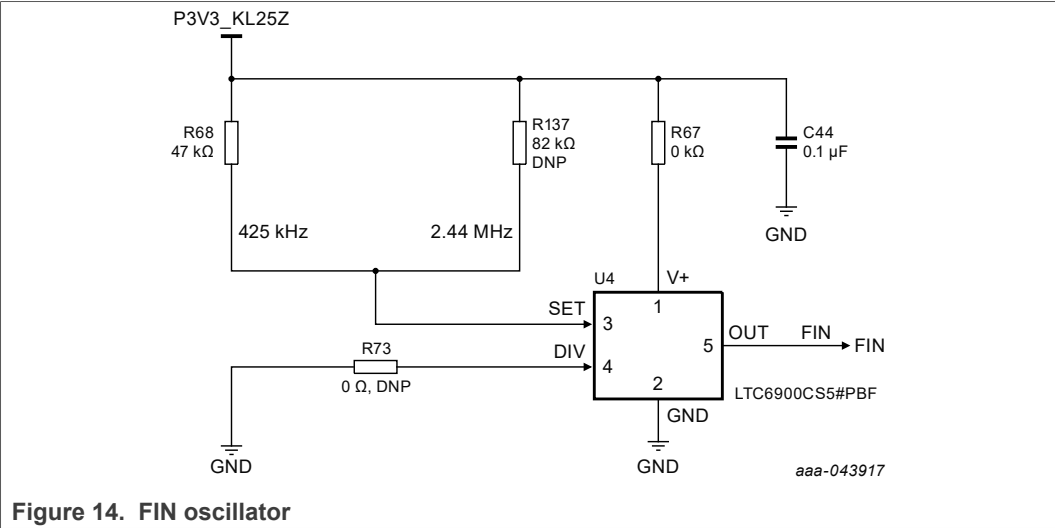 P3V3_KL25Z
R68
47 kΩ
R137
82 kΩ
DNP
R67
0 kΩ
C44
0.1 µF
GND
425 kHz
2.44 MHz
U4
V+
1
SET
3
R73
DIV
4
0 Ω, DNP
5
OUT
FIN
FIN
2
LTC6900CS5#PBF
GND
GND
GND
aaa-043917
Figure 14. FIN oscillator